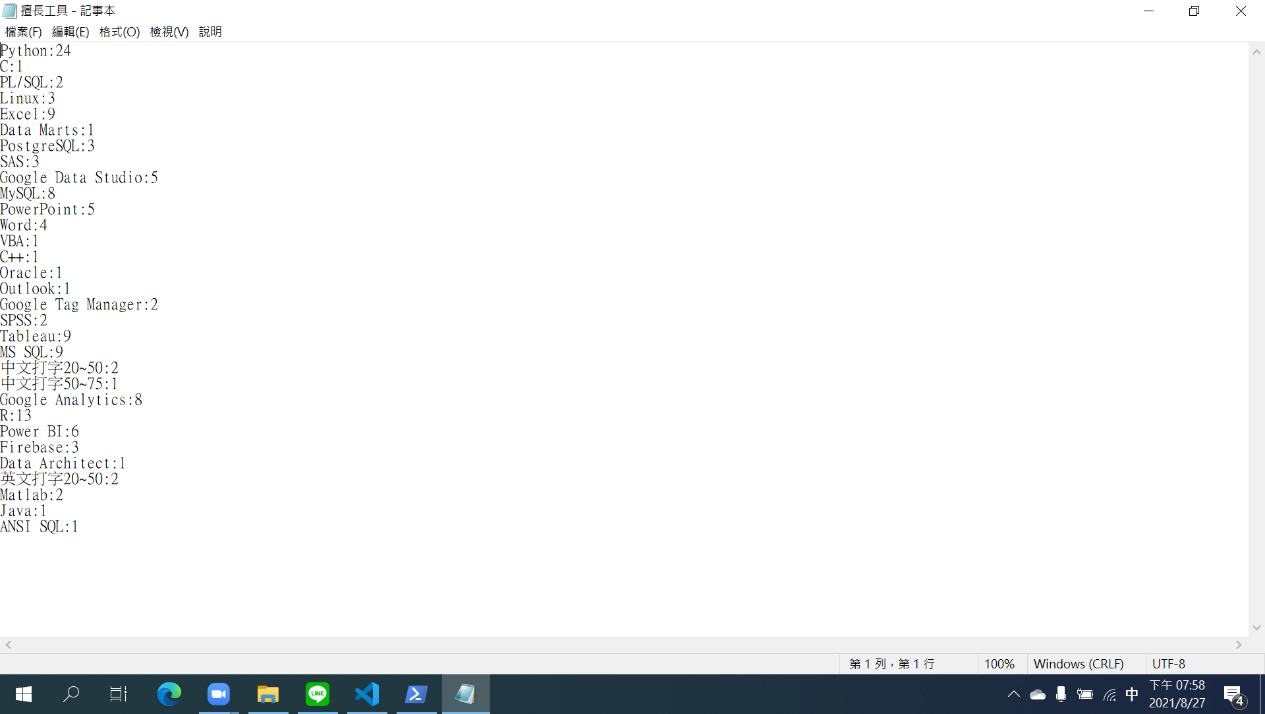 擅長工具 - 記事本
檔案(F) 編輯(E) 格式(O) 檢視(V) 說明
Python:24
C:1
PL/SQL:2
Linux:3
Excel:9
Data Marts:1
PostgreSQL:3
SAS:3
Google Data Studio:5
MySQL:8
PowerPoint:5
Word:4
VBA:1
C++:1
Oracle:1
Outlook:1
Google Tag Manager:2
SPSS:2
Tableau:9
MS SQL:9
中文打字20~50:2
中文打字50~75:1
Google Analytics:8
R:13
Power BI:6
Firebase:3
Data Architect:1
英文打字20~50:2
Matlab:2
Java:1
ANSI SQL:1
第 1 列，第 1 行 100% Windows (CRLF) UTF-8
LINE
中
下午 07:58
2021/8/27
4